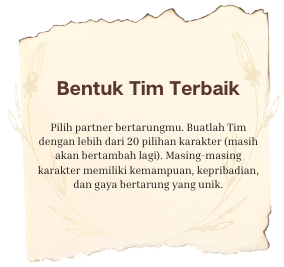 Bentuk Tim Terbaik
Pilih partner bertarungmu. Buatlah Tim
dengan lebih dari 20 pilihan karakter (masih
akan bertambah lagi). Masing-masing
karakter memiliki kemampuan, kepribadian,
dan gaya bertarung yang unik.